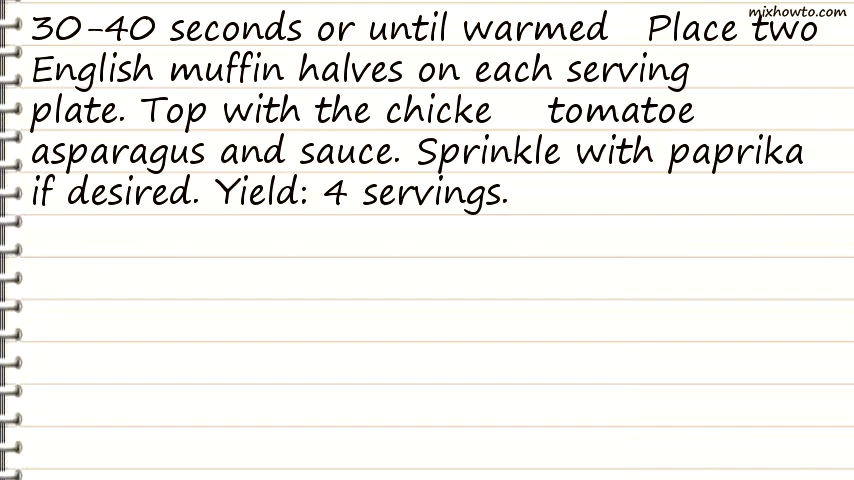 mixhowto.com
30-40 seconds or until warmed Place two
English muffin halves on each serving
plate. Top with the chicke tomatoe
asparagus and sauce. Sprinkle with paprika
if desired. Yield: 4 servings.